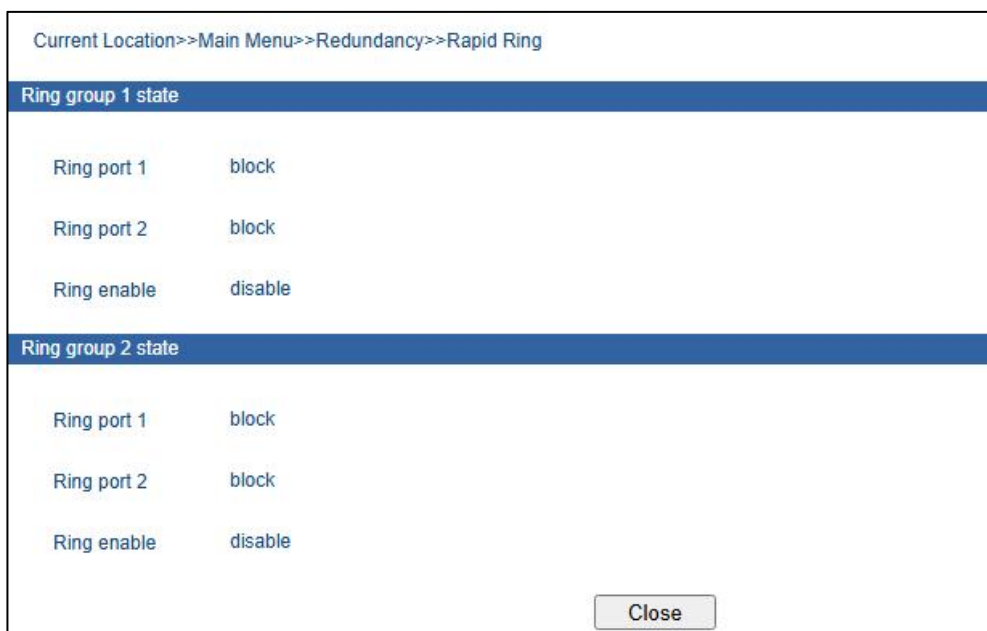 Current Location>>Main Menu>>Redundancy>>Rapid Ring
Ring group 1 state
Ring port 1 block
Ring port 2 block
Ring enable disable
Ring group 2 state
Ring port 1 block
Ring port 2 block
Ring enable disable
Close